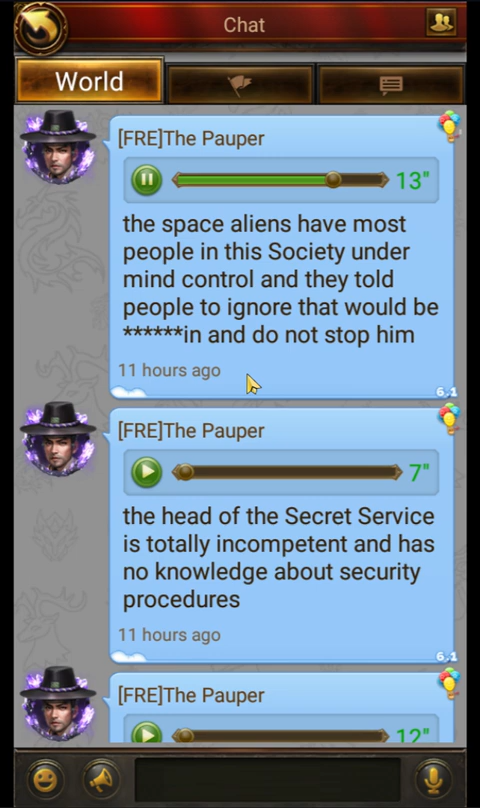 Chat
World
[FRE]The Pauper
13"
the space aliens have most
people in this Society under
mind control and they told
people to ignore that would be
******in and do not stop him
11 hours ago
6.1
[FRE]The Pauper
7"
the head of the Secret Service
is totally incompetent and has
no knowledge about security
procedures
11 hours ago
6.1
[FRE]The Pauper
12"